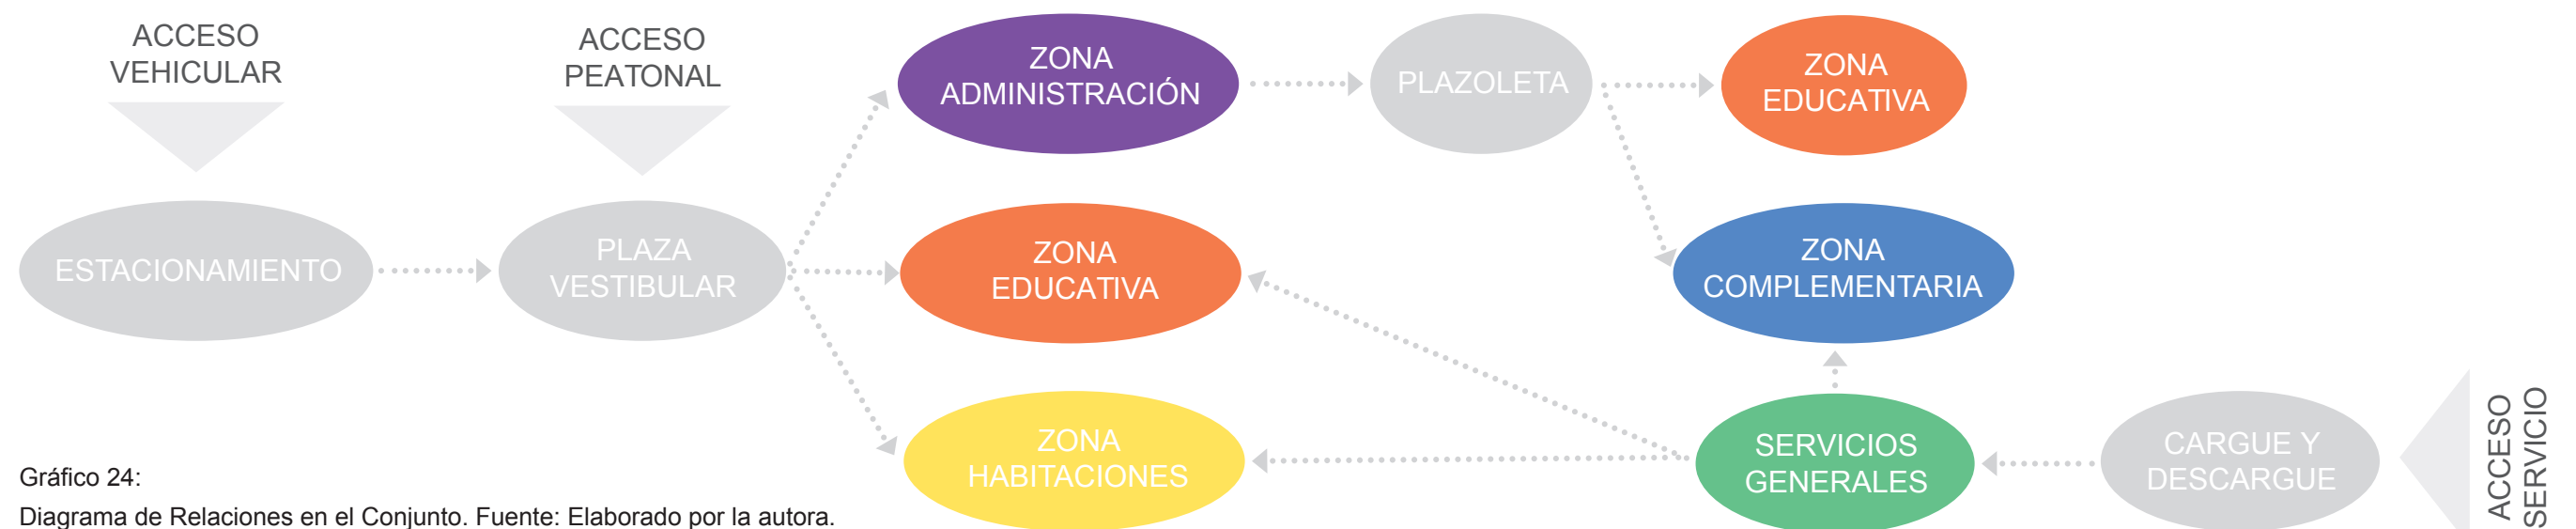 ACCESO
VEHICULAR
ACCESO
PEATONAL
ZONA
ADMINISTRACIÓN
PLAZOLETA
ZONA
EDUCATIVA
ESTACIONAMIENTO
PLAZA
VESTIBULAR
ZONA
EDUCATIVA
ZONA
COMPLEMENTARIA
ZONA
HABITACIONES
SERVICIOS
GENERALES
CARGUE Y
DESCARGUE
ACCESO
SERVICIO
Gráfico 24:
Diagrama de Relaciones en el Conjunto. Fuente: Elaborado por la autora.